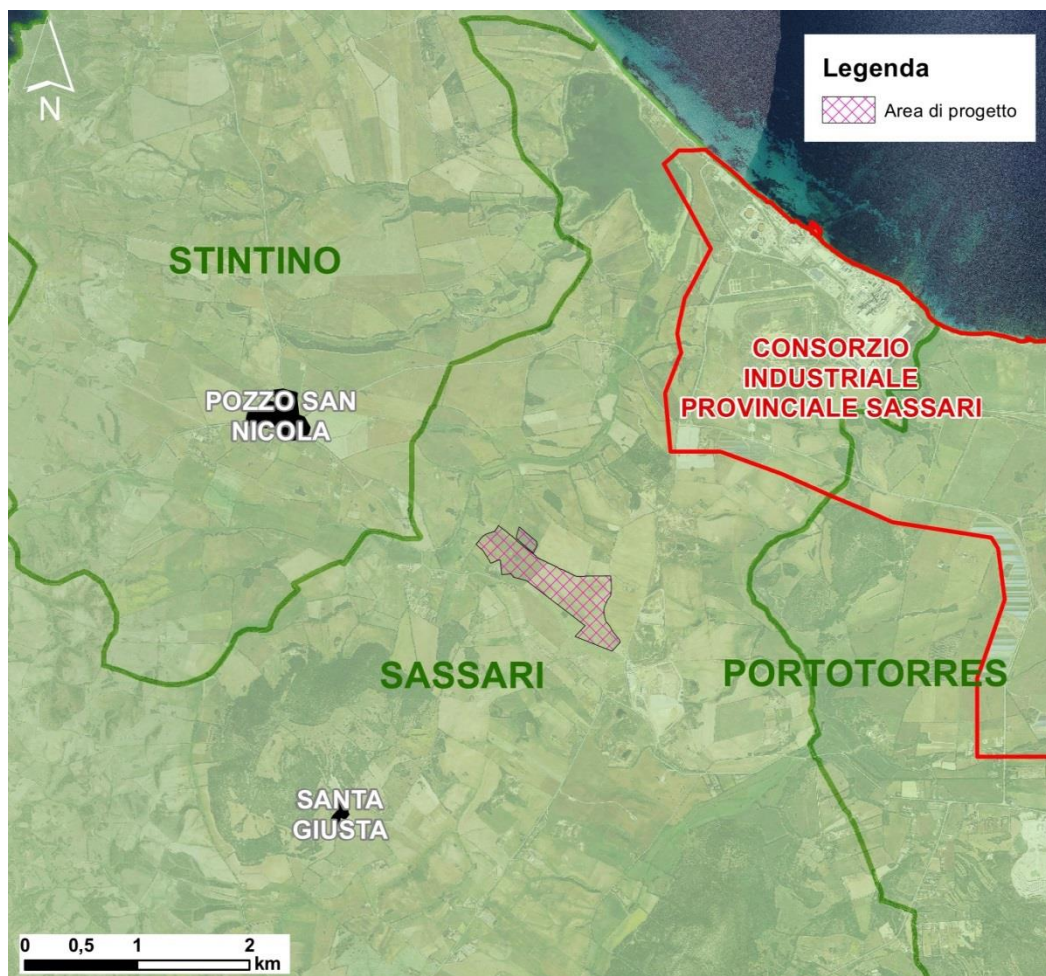 N
Legenda
Area di progetto
STINTINO
CONSORZIO
INDUSTRIALE
PROVINCIALE SASSARI
POZZO SAN
NICOLA
SASSARI
PORTOTORRES
SANTA
GIUSTA
0 0,5 1 2
km